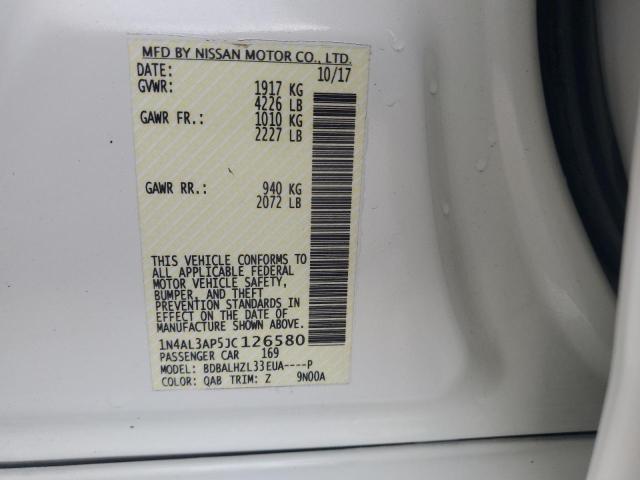 MFD BY NISSAN MOTOR CO., LTD.
DATE: 10/17
GVWR: 1917 KG
4226 LB
GAWR FR.: 1010 KG
2227 LB
GAWR RR.: 940 KG
2072 LB
THIS VEHICLE CONFORMS TO
ALL APPLICABLE FEDERAL
MOTOR VEHICLE SAFETY,
BUMPER, AND THEFT
PREVENTION STANDARDS IN
EFFECT ON THE DATE OF
MANUFACTURE SHOWN ABOVE.
1N4AL3AP5JC126580
PASSENGER CAR 169
MODEL: BDBALHZL33EUA----P
COLOR: QAB TRIM: Z 9N00A